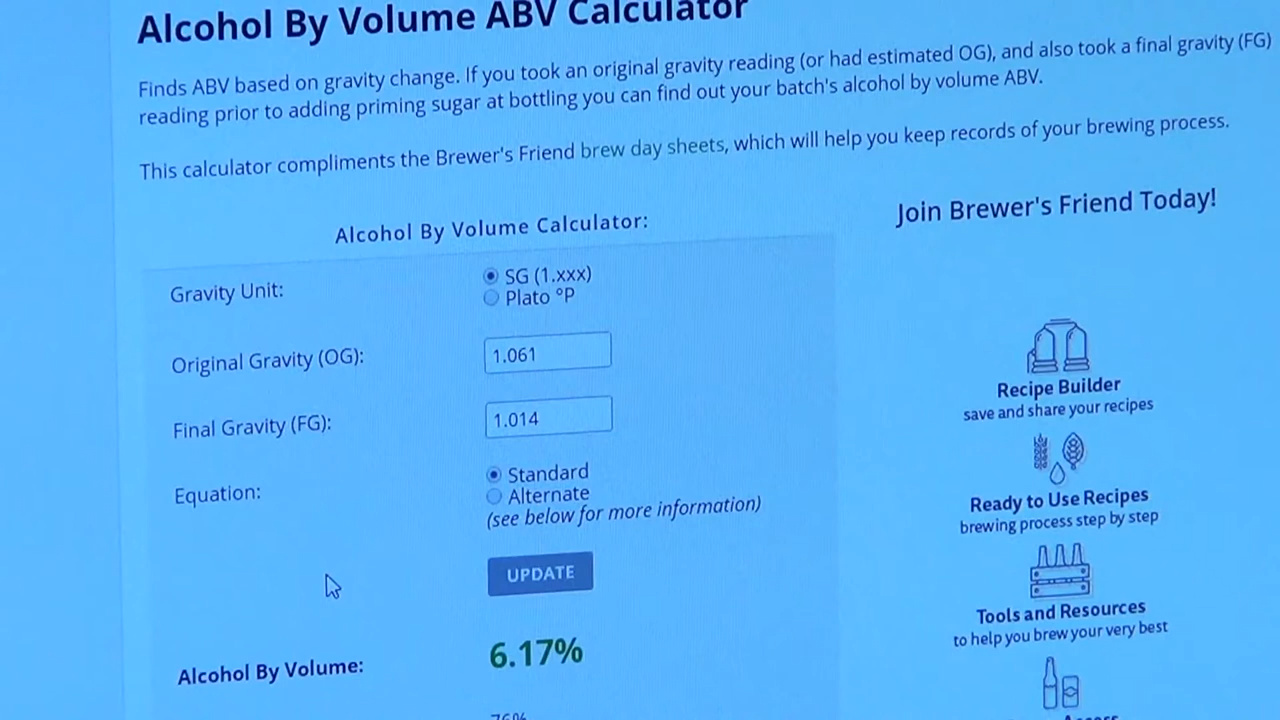 Alcohol By Volume ABV Calculator
Finds ABV based on gravity change. If you took an original gravity reading (or had estimated OG), and also took a final gravity (FG)
reading prior to adding priming sugar at bottling you can find out your batch's alcohol by volume ABV.
This calculator compliments the Brewer's Friend brew day sheets, which will help you keep records of your brewing process.
Alcohol By Volume Calculator:
Gravity Unit:
SG (1.xxx)
Plato °P
Original Gravity (OG):
1.061
Final Gravity (FG):
1.014
Equation:
Standard
Alternate
(see below for more information)
UPDATE
Alcohol By Volume:
6.17%
Join Brewer's Friend Today!
Recipe Builder
save and share your recipes
Ready to Use Recipes
brewing process step by step
Tools and Resources
to help you brew your very best